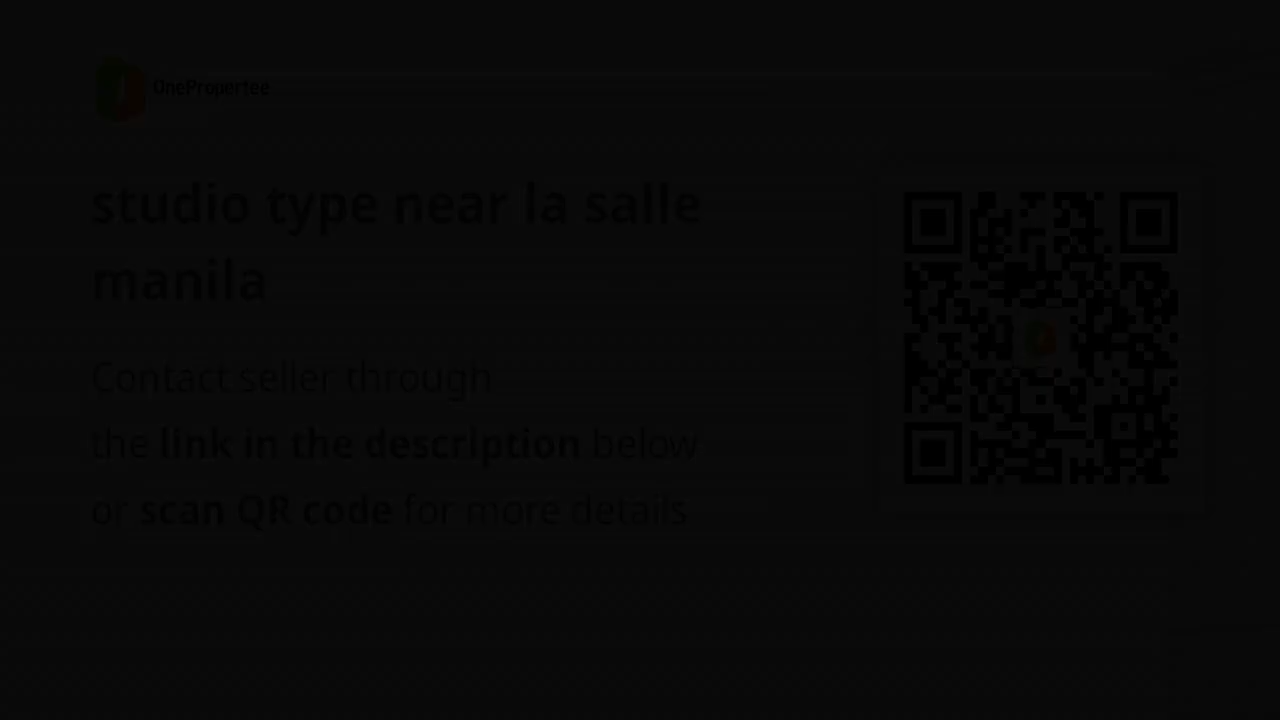 OnePropertee
studio type near la salle
manila
Contact seller through
the link in the description below
or scan QR code for more details